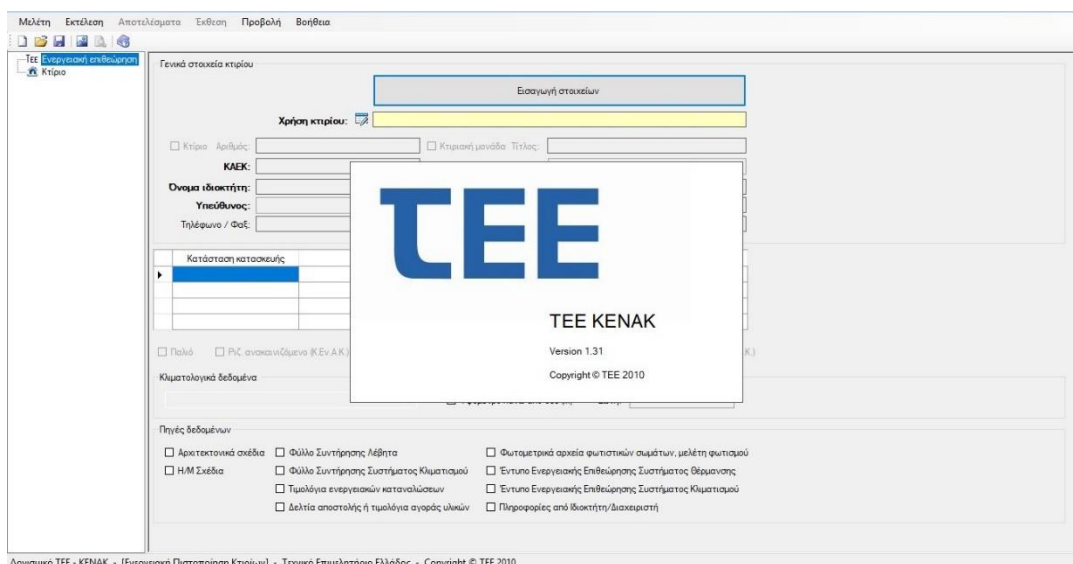 Μελέτη Εκτέλεση Αποτελέσματα Έκθεση Προβολή Βοήθεια
TEE Ενεργειακή επιθεώρηση
Κτίριο
Γενικά στοιχεία κτιρίου
Εισαγωγή στοιχείων
Χρήση κτιρίου:
Κτίριο Αριθμός: Κτιριακή μονάδα Τίτλος:
ΚΑΕΚ:
Όνομα ιδιοκτήτη:
Υπεύθυνος:
Τηλέφωνο / Φαξ:
Κατάσταση κατασκευής
TEE
TEE KENAK
Version 1.31
Copyright © TEE 2010
Παλιό Ριζ. ανακαινιζόμενο (Κ.Εν.Α.Κ.) Κ.)
Κλιματολογικά δεδομένα
Πηγές δεδομένων
Αρχιτεκτονικά σχέδια Φύλλο Συντήρησης Λέβητα Φωτομετρικά αρχεία φωτιστικών σωμάτων, μελέτη φωτισμού
Η/Μ Σχέδια Φύλλο Συντήρησης Συστήματος Κλιματισμού Έντυπο Ενεργειακής Επιθεώρησης Συστήματος Θέρμανσης
Τιμολόγια ενεργειακών καταναλώσεων Έντυπο Ενεργειακής Επιθεώρησης Συστήματος Κλιματισμού
Δελτία αποστολής ή τιμολόγια αγοράς υλικών Πληροφορίες από Ιδιοκτήτη/Διαχειριστή
Λογισμικό ΤΕΕ - ΚΕΝΑΚ - [Ενεργειακή Πιστοποίηση Κτιρίων] - Τεχνικό Επιμελητήριο Ελλάδος - Copyright © TEE 2010